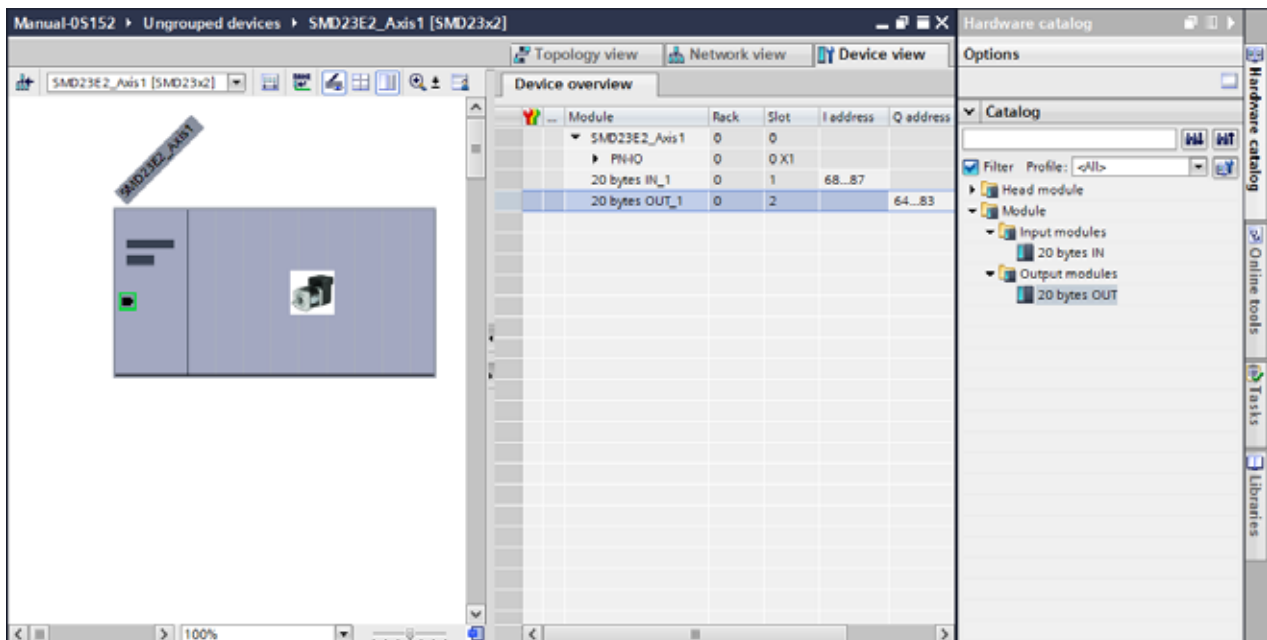 Manual-0S152 ▸ Ungrouped devices ▸ SMD23E2_Axis1 [SMD23x2]
Topology view
Network view
Device view
SMD23E2_Axis1 [SMD23x2]
SMD23E2_Axis1
100%
Device overview
... Module Rack Slot I address Q address
SMD23E2_Axis1 0 0
PN-IO 0 0 X1
20 bytes IN_1 0 1 68...87
20 bytes OUT_1 0 2 64...83
Hardware catalog
Options
Catalog
Filter Profile: <All>
Head module
Module
Input modules
20 bytes IN
Output modules
20 bytes OUT
Hardware catalog
Online tools
Tasks
Libraries